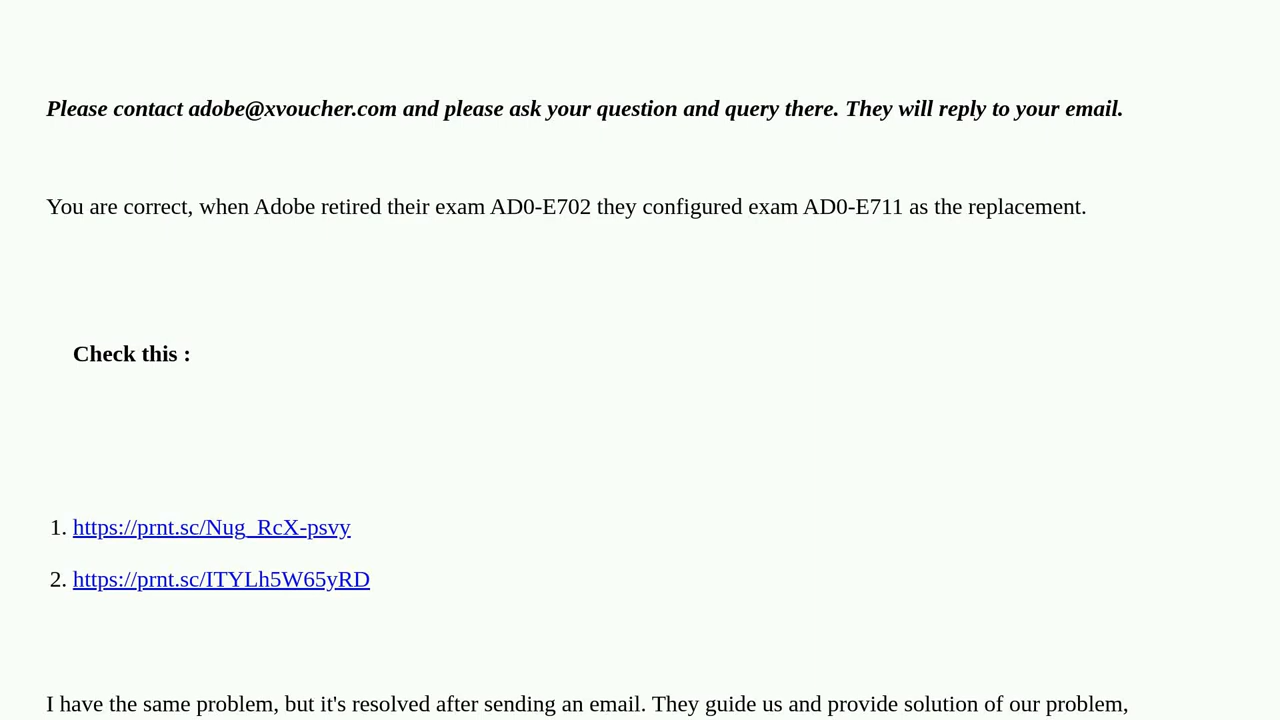 Please contact adobe@xvoucher.com and please ask your question and query there. They will reply to your email.
You are correct, when Adobe retired their exam AD0-E702 they configured exam AD0-E711 as the replacement.
Check this :
1. https://prnt.sc/Nug_RcX-psvy
2. https://prnt.sc/ITYLh5W65yRD
I have the same problem, but it's resolved after sending an email. They guide us and provide solution of our problem,